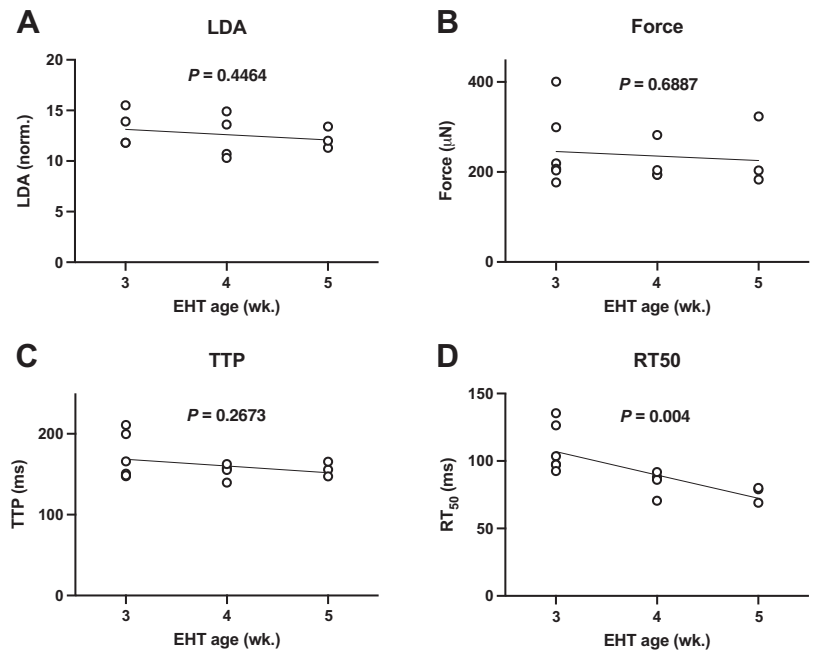 A
LDA
P = 0.4464
LDA (norm.)
20
15
10
5
0
3 4 5
EHT age (wk.)
B
Force
P = 0.6887
Force (μN)
400
200
0
3 4 5
EHT age (wk.)
C
TTP
P = 0.2673
TTP (ms)
200
100
0
3 4 5
EHT age (wk.)
D
RT50
P = 0.004
RT50 (ms)
150
100
50
0
3 4 5
EHT age (wk.)